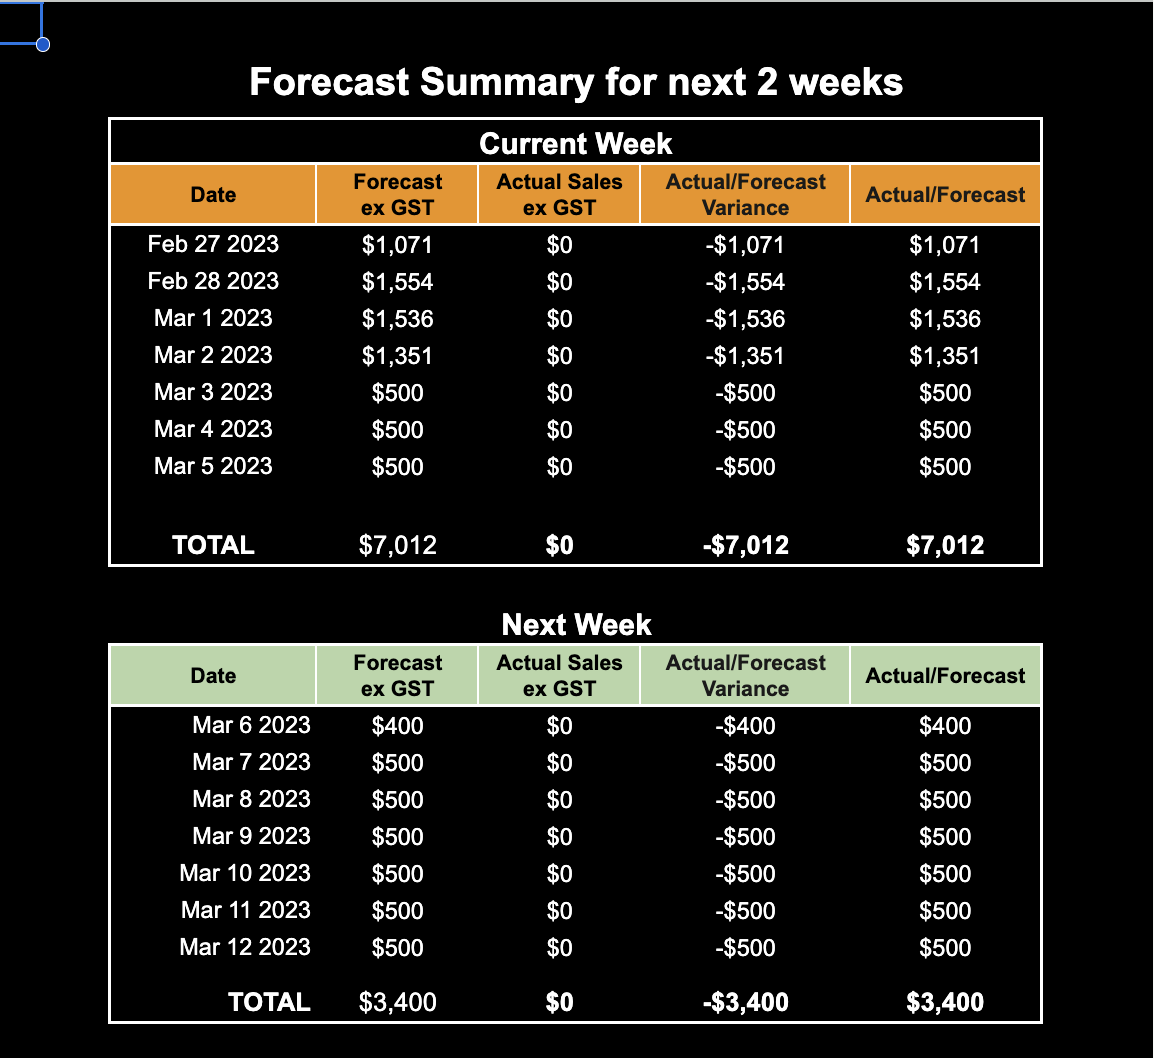 Forecast Summary for next 2 weeks
Current Week
Date Forecast ex GST Actual Sales ex GST Actual/Forecast Variance Actual/Forecast
Feb 27 2023 $1,071 $0 -$1,071 $1,071
Feb 28 2023 $1,554 $0 -$1,554 $1,554
Mar 1 2023 $1,536 $0 -$1,536 $1,536
Mar 2 2023 $1,351 $0 -$1,351 $1,351
Mar 3 2023 $500 $0 -$500 $500
Mar 4 2023 $500 $0 -$500 $500
Mar 5 2023 $500 $0 -$500 $500
TOTAL $7,012 $0 -$7,012 $7,012
Next Week
Date Forecast ex GST Actual Sales ex GST Actual/Forecast Variance Actual/Forecast
Mar 6 2023 $400 $0 -$400 $400
Mar 7 2023 $500 $0 -$500 $500
Mar 8 2023 $500 $0 -$500 $500
Mar 9 2023 $500 $0 -$500 $500
Mar 10 2023 $500 $0 -$500 $500
Mar 11 2023 $500 $0 -$500 $500
Mar 12 2023 $500 $0 -$500 $500
TOTAL $3,400 $0 -$3,400 $3,400